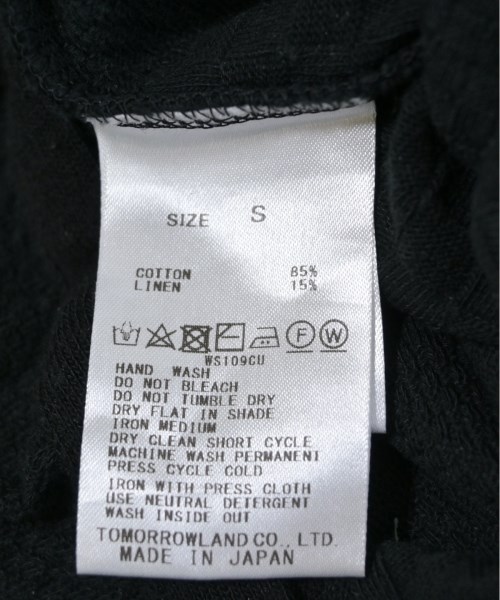 SIZE S
COTTON 85%
LINEN 15%
F W
WS109CU
HAND WASH
DO NOT BLEACH
DO NOT TUMBLE DRY
DRY FLAT IN SHADE
IRON MEDIUM
DRY CLEAN SHORT CYCLE
MACHINE WASH PERMANENT
PRESS CYCLE COLD
IRON WITH PRESS CLOTH
USE NEUTRAL DETERGENT
WASH INSIDE OUT
TOMORROWLAND CO., LTD.
MADE IN JAPAN